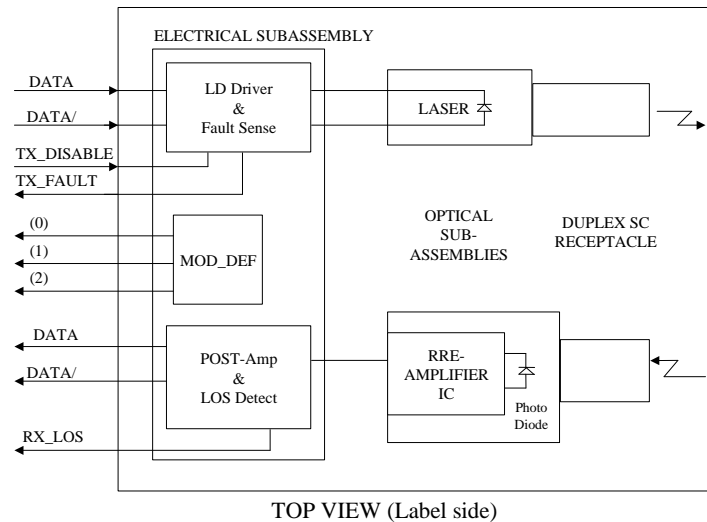 ELECTRICAL SUBASSEMBLY
DATA
DATA/
TX_DISABLE
TX_FAULT
LD Driver
&
Fault Sense
LASER
(0)
(1)
(2)
MOD_DEF
OPTICAL
SUB-
ASSEMBLIES
DUPLEX SC
RECEPTACLE
DATA
DATA/
RX_LOS
POST-Amp
&
LOS Detect
RRE-
AMPLIFIER
IC
Photo
Diode
TOP VIEW (Label side)